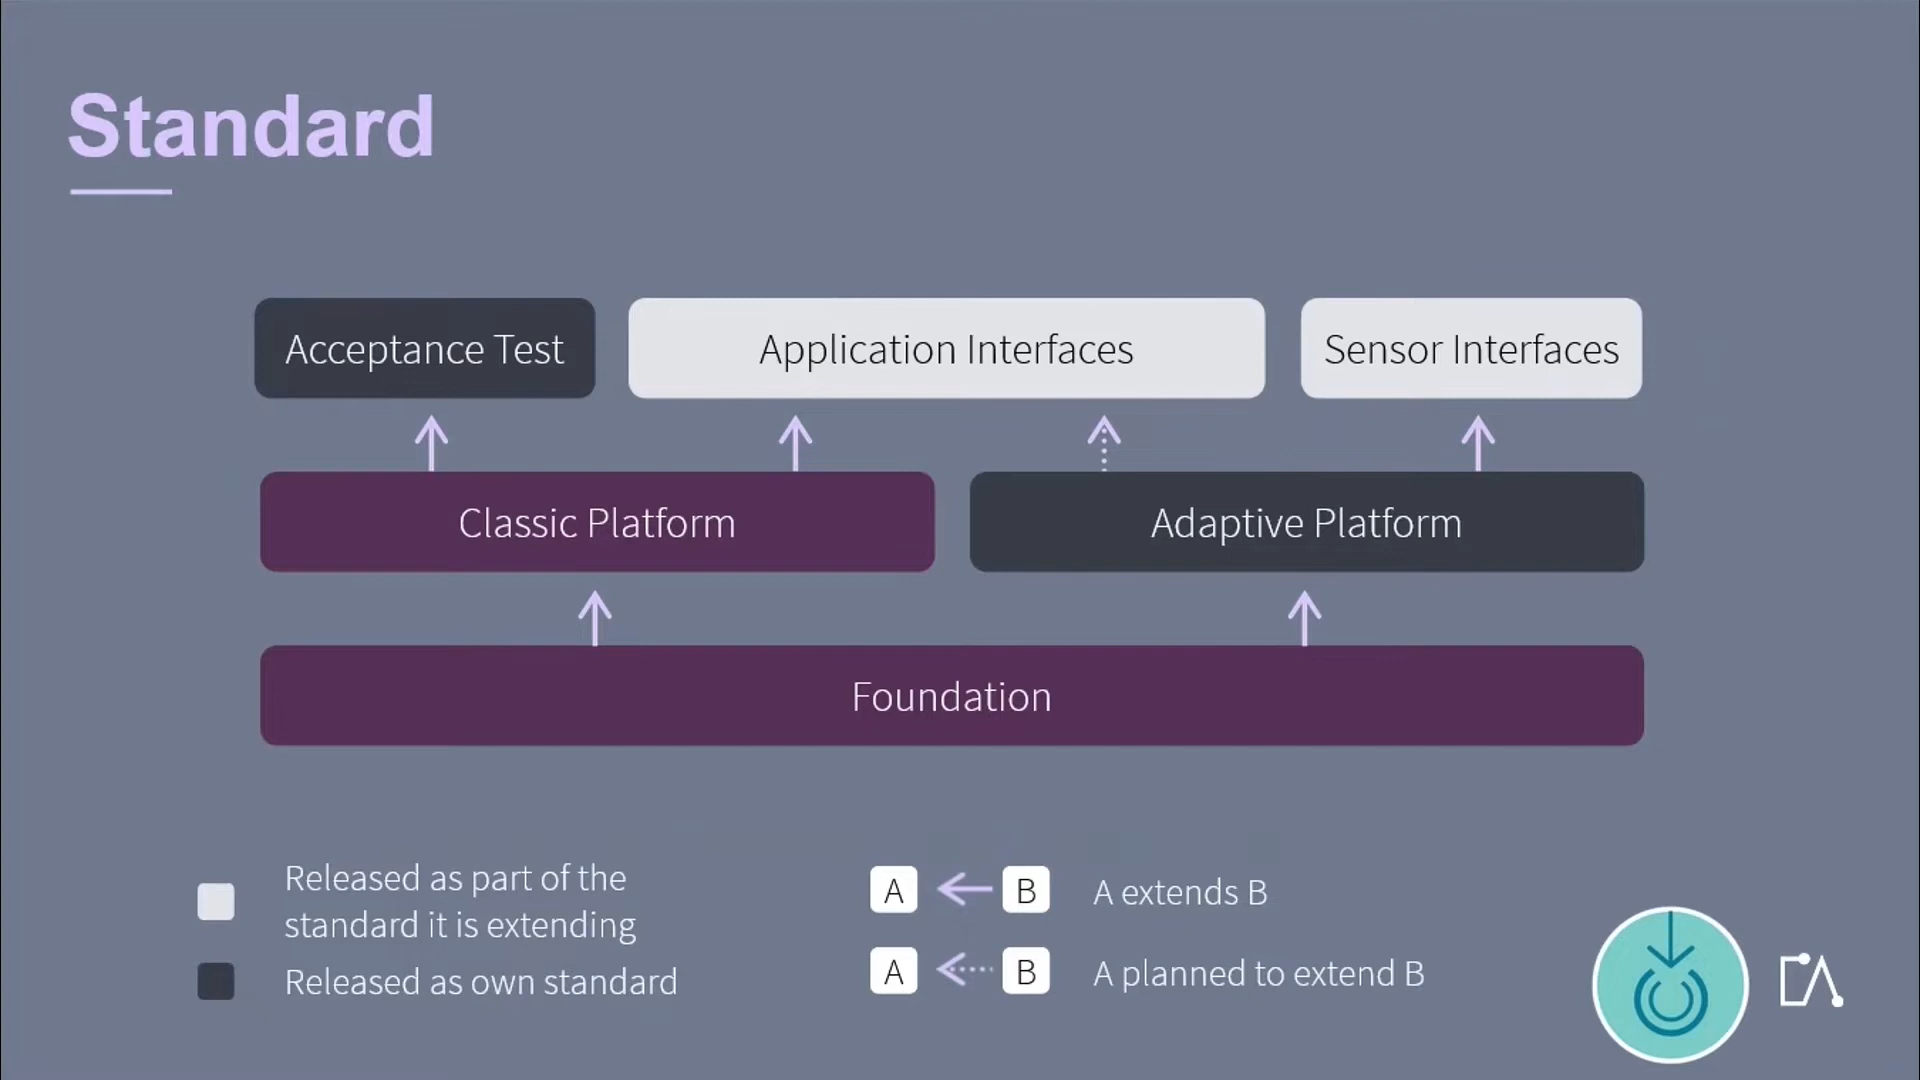 Standard
Acceptance Test
Application Interfaces
Sensor Interfaces
Classic Platform
Adaptive Platform
Foundation
Released as part of the
standard it is extending
Released as own standard
A B A extends B
A B A planned to extend B